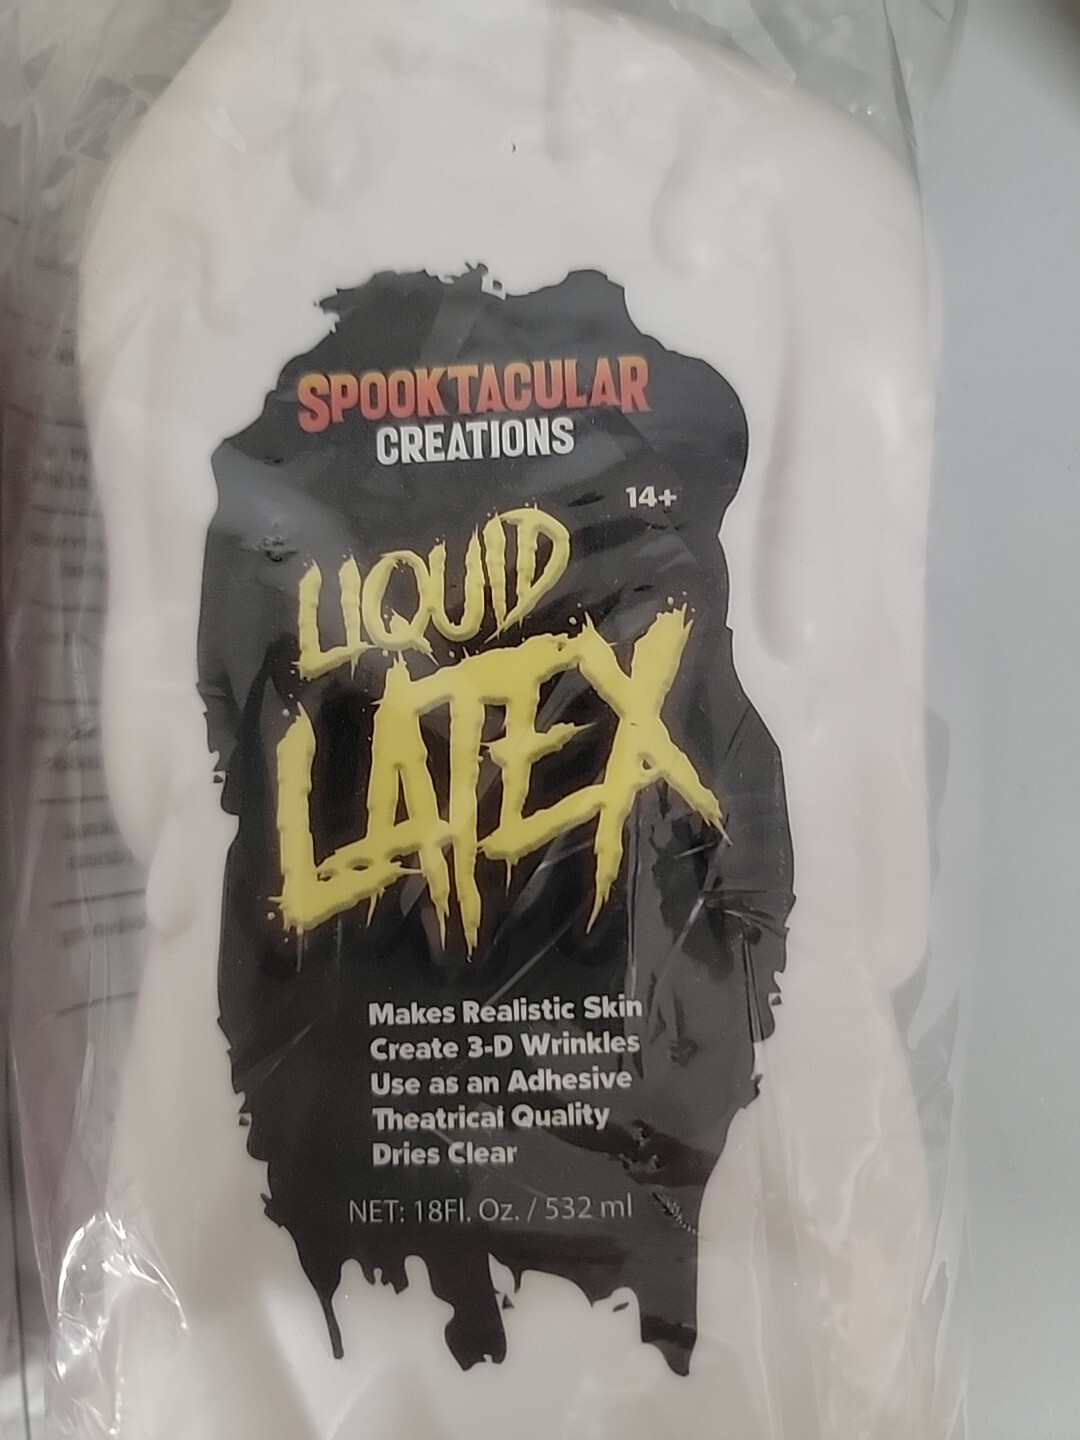 SPOOKTACULAR
CREATIONS
14+
LIQUID
LATEX
Makes Realistic Skin
Create 3-D Wrinkles
Use as an Adhesive
Theatrical Quality
Dries Clear
NET: 18Fl. Oz. / 532 ml